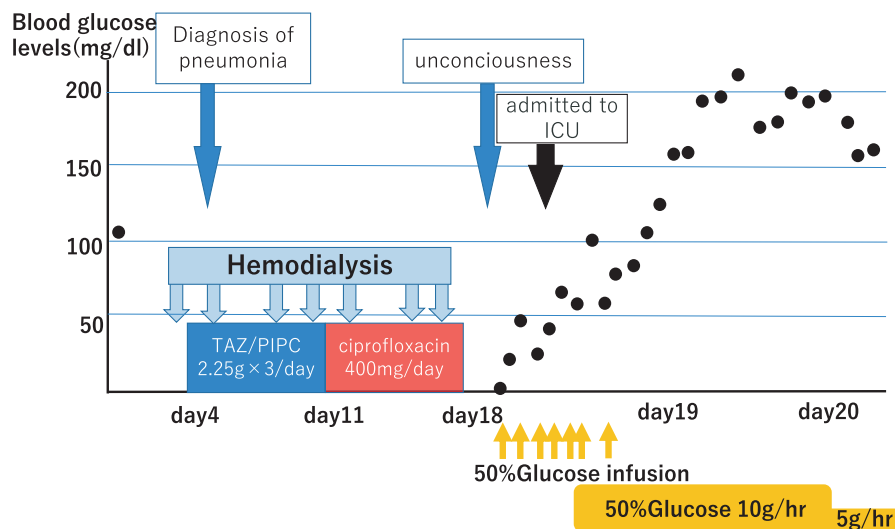 Blood glucose
levels(mg/dl)
Diagnosis of
pneumonia
unconciousness
admitted to
ICU
200
150
100
50
Hemodialysis
TAZ/PIPC
2.25g×3/day
ciprofloxacin
400mg/day
day4
day11
day18
day19
day20
50%Glucose infusion
50%Glucose 10g/hr
5g/hr